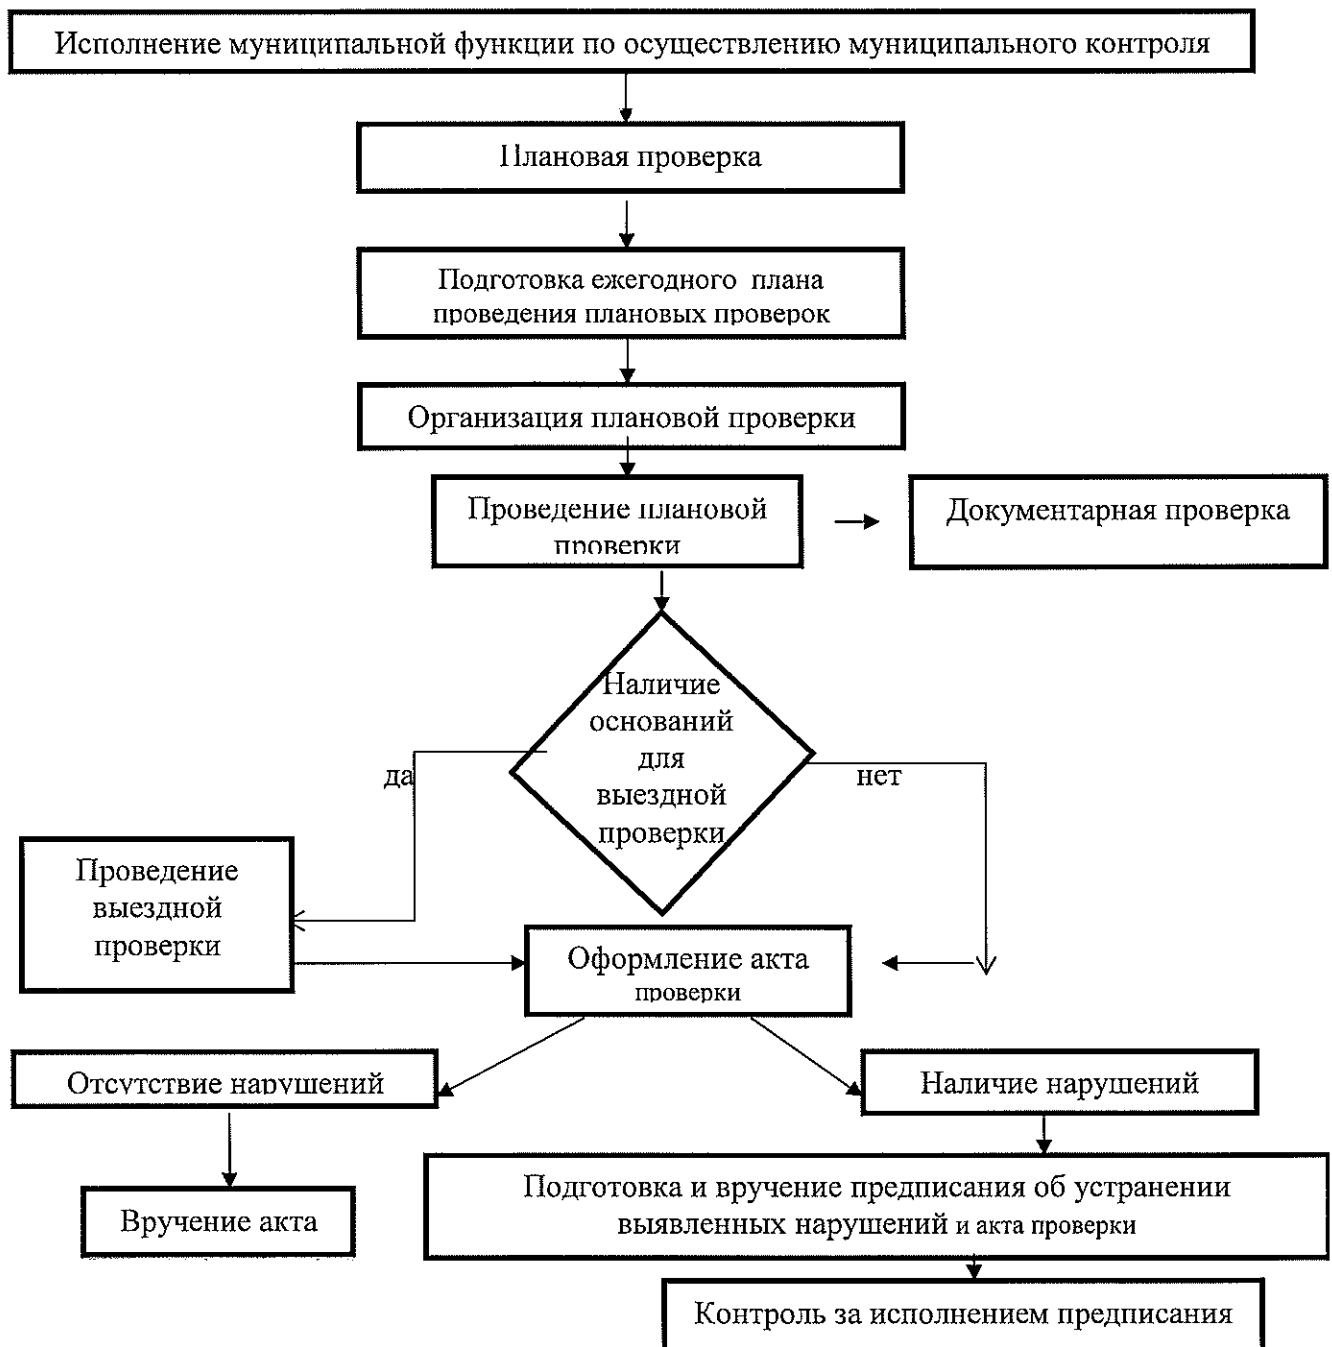 Исполнение муниципальной функции по осуществлению муниципального контроля
Плановая проверка
Подготовка ежегодного плана
проведения плановых проверок
Организация плановой проверки
Проведение плановой
проверки
Документарная проверка
Наличие
оснований
для
выездной
проверки
да
нет
Проведение
выездной
проверки
Оформление акта
проверки
Отсутствие нарушений
Наличие нарушений
Вручение акта
Подготовка и вручение предписания об устранении
выявленных нарушений и акта проверки
Контроль за исполнением предписания